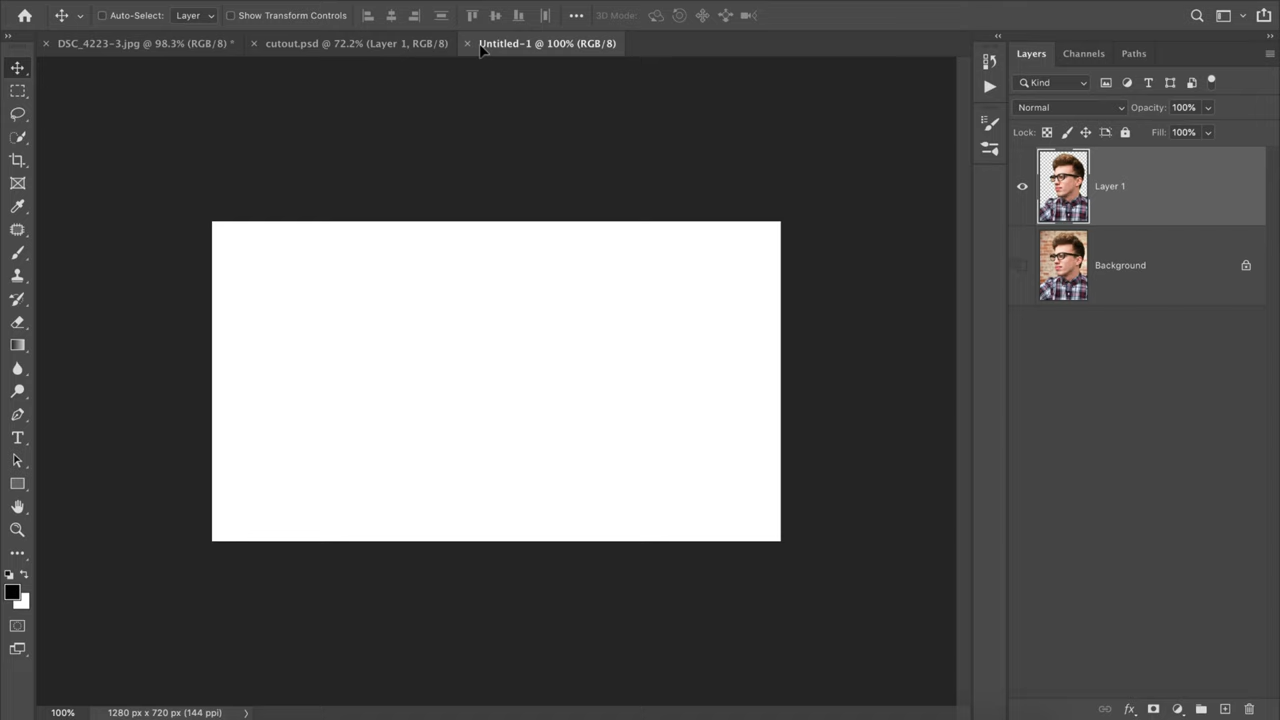 Auto-Select: Layer Show Transform Controls 3D Mode:
DSC_4223-3.jpg @ 98.3% (RGB/8) * cutout.psd @ 72.2% (Layer 1, RGB/8) Untitled-1 @ 100% (RGB/8)
Layers Channels Paths
Kind
Normal Opacity: 100%
Lock: Fill: 100%
Layer 1
Background
100% 1280 px x 720 px (144 ppi)